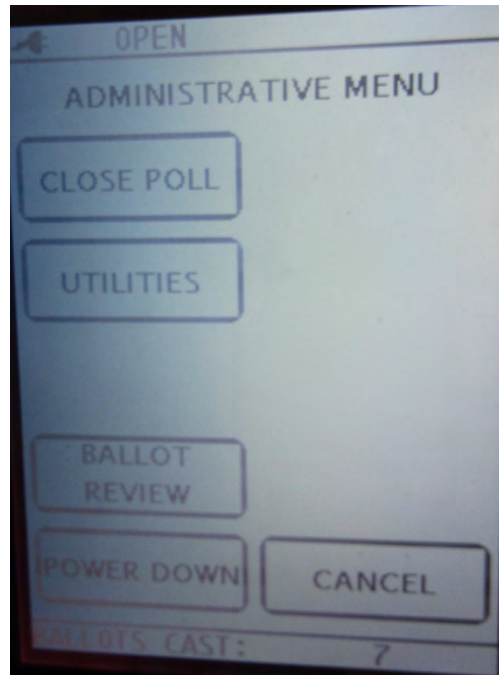 OPEN
ADMINISTRATIVE MENU
CLOSE POLL
UTILITIES
BALLOT
REVIEW
POWER DOWN
CANCEL
BALLOTS CAST: 7